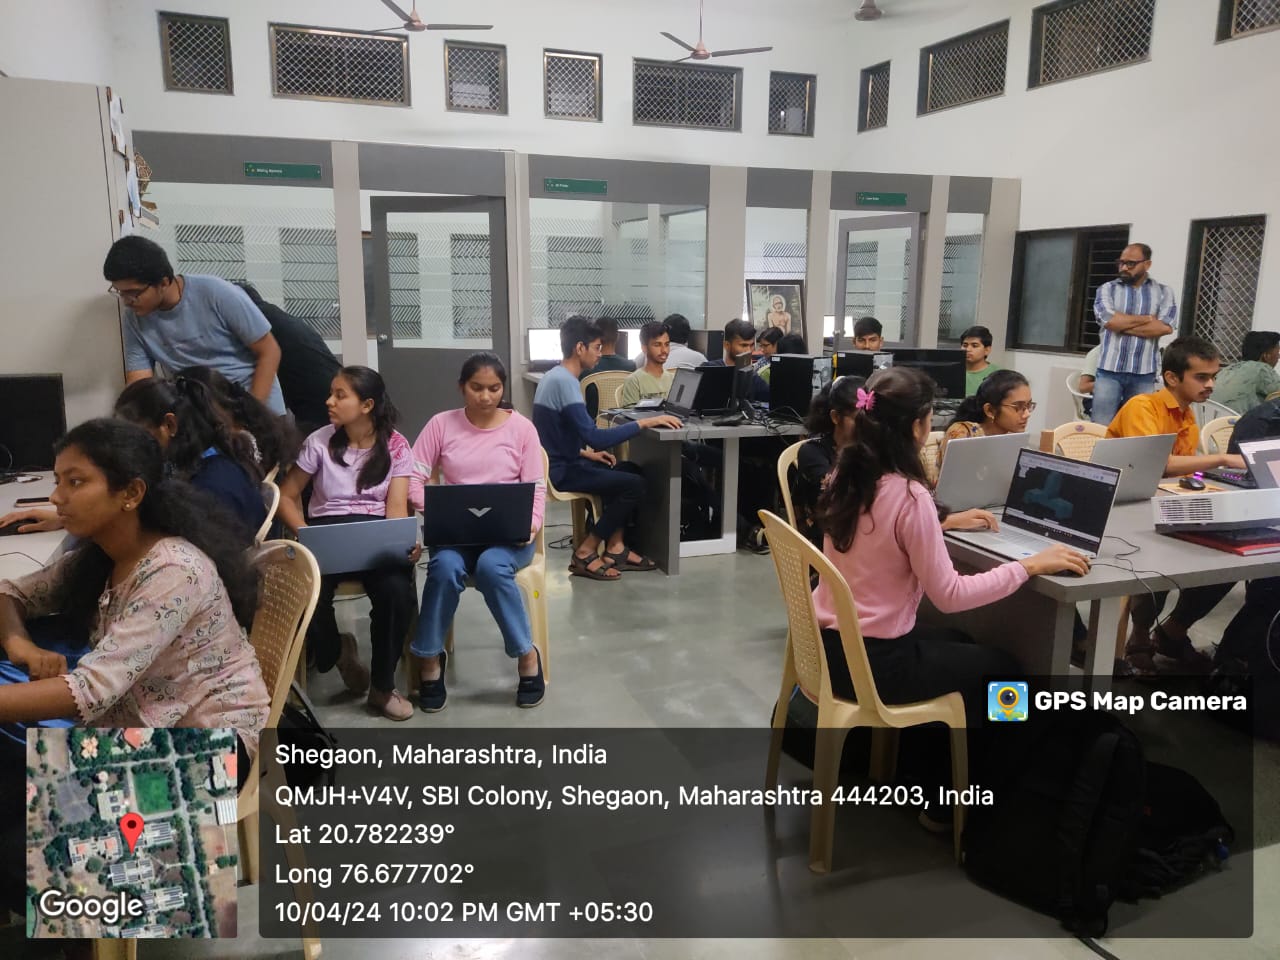 GPS Map Camera
Shegaon, Maharashtra, India
QMJH+V4V, SBI Colony, Shegaon, Maharashtra 444203, India
Lat 20.782239°
Long 76.677702°
10/04/24 10:02 PM GMT +05:30
Google